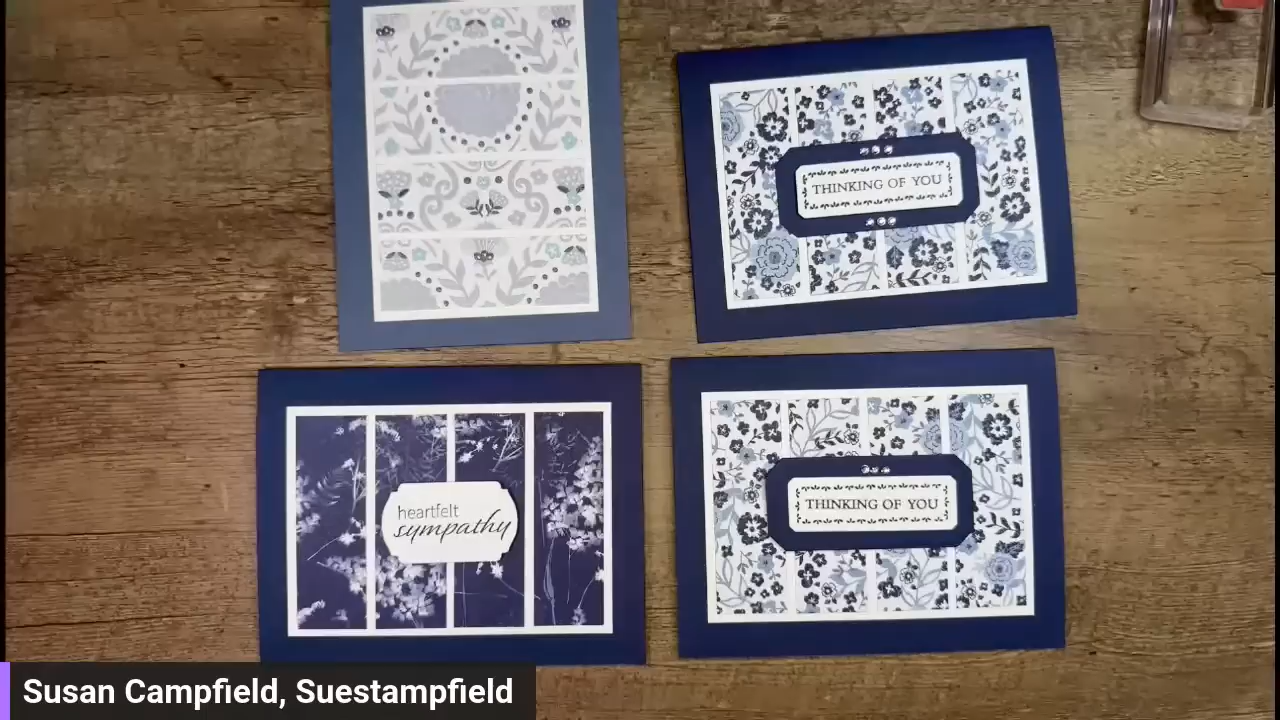 THINKING OF YOU
heartfelt
sympathy
THINKING OF YOU
Susan Campfield, Suestampfield